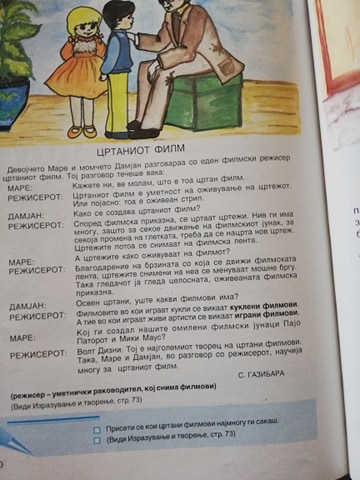 ЦРТАНИОТ ФИЛМ
Девојчето Маре и момчето Дамјан разговараа со еден филмски режисер
цртаниот филм. Тој разговор течеше вака:
МАРЕ: Кажете ни, ве молам, што е тоа цртан филм.
РЕЖИСЕРОТ: Цртаниот филм е уметност на оживување на цртежот.
Или појасно: тоа е оживеан стрип.
ДАМЈАН: Како се создава цртаниот филм?
РЕЖИСЕРОТ: Според филмска приказна, се цртаат цртежи. Нив ги има
многу, зашто за секое движење на филмскиот јунак, за
секоја промена на глетката, треба да се нацрта нов цртеж.
Цртежите потоа се снимаат на филмска лента.
МАРЕ: А цртежите како оживуваат на филмот?
РЕЖИСЕРОТ: Благодарение на брзината со која се движи филмската
лента, цртежите снимени на неа се менуваат мошне бргу.
Така гледачот ја гледа целосната, оживеаната филмска
приказна.
ДАМЈАН: Освен цртани, уште какви филмови има?
РЕЖИСЕРОТ: Филмовите во кои играат кукли се викаат куклени филмови.
А тие во кои играат живи артисти се викаат играни филмови.
МАРЕ: Кој ги создал нашите омилени филмски јунаци Пајо
Паторот и Мики Маус?
РЕЖИСЕРОТ: Волт Дизни. Тој е најголемиот творец на цртани филмови.
Така, Маре и Дамјан, во разговор со режисерот, научија
многу за цртаниот филм.
С. ГАЗИБАРА
(режисер – уметнички раководител, кој снима филмови)
(Види Изразување и творење, стр. 73)
Присети се кои цртани филмови најмногу ги сакаш.
(Види Изразување и творење, стр. 73)